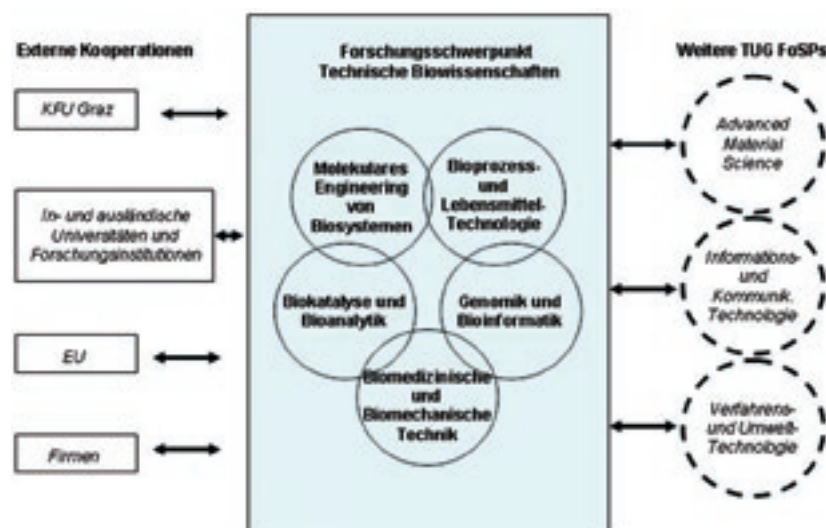 Externe Kooperationen
KFU Graz
In- und ausländische
Universitäten und
Forschungsinstitutionen
EU
Firmen
Forschungsschwerpunkt
Technische Biowissenschaften
Molekulares
Engineering
von
Biosystemen
Bioprozess-
und
Lebensmittel-
Technologie
Biokatalyse und
Bioanalytik
Genomik und
Bioinformatik
Biomedizinische
und
Biomechanische
Technik
Weitere TUG FoSPs
Advanced
Material
Science
Informations-
und
Kommunik.
Technologie
Verfahrens-
und Umwelt-
Technologie